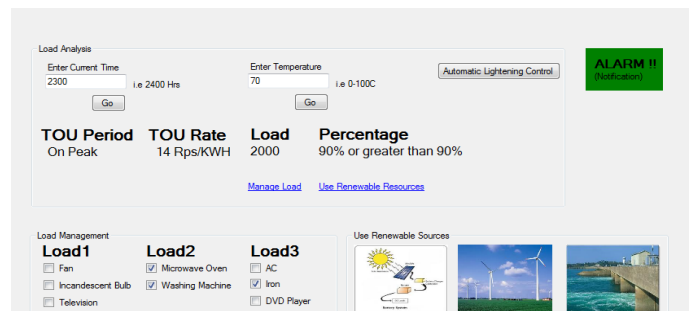 Load Analysis
Enter Current Time
2300
i.e 2400 Hrs
Go
Enter Temperature
70
i.e 0-100C
Go
Automatic Lightening Control
ALARM !!
(Notification)
TOU Period TOU Rate Load Percentage
On Peak 14 Rps/KWH 2000 90% or greater than 90%
Manage Load Use Renewable Resources
Load Management
Load1 Load2 Load3
Fan Microwave Oven AC
Incandescent Bulb Washing Machine Iron
Television DVD Player
Use Renewable Sources